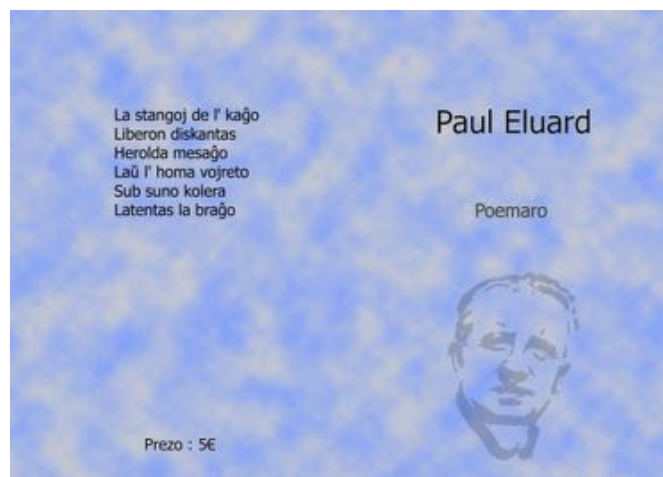 La stangoj de l' kaĝo
Liberon diskantas
Herolda mesaĝo
Laŭ l' homa vojreto
Sub suno kolera
Latentas la braĝo
Prezo : 5€
Paul Eluard
Poemaro